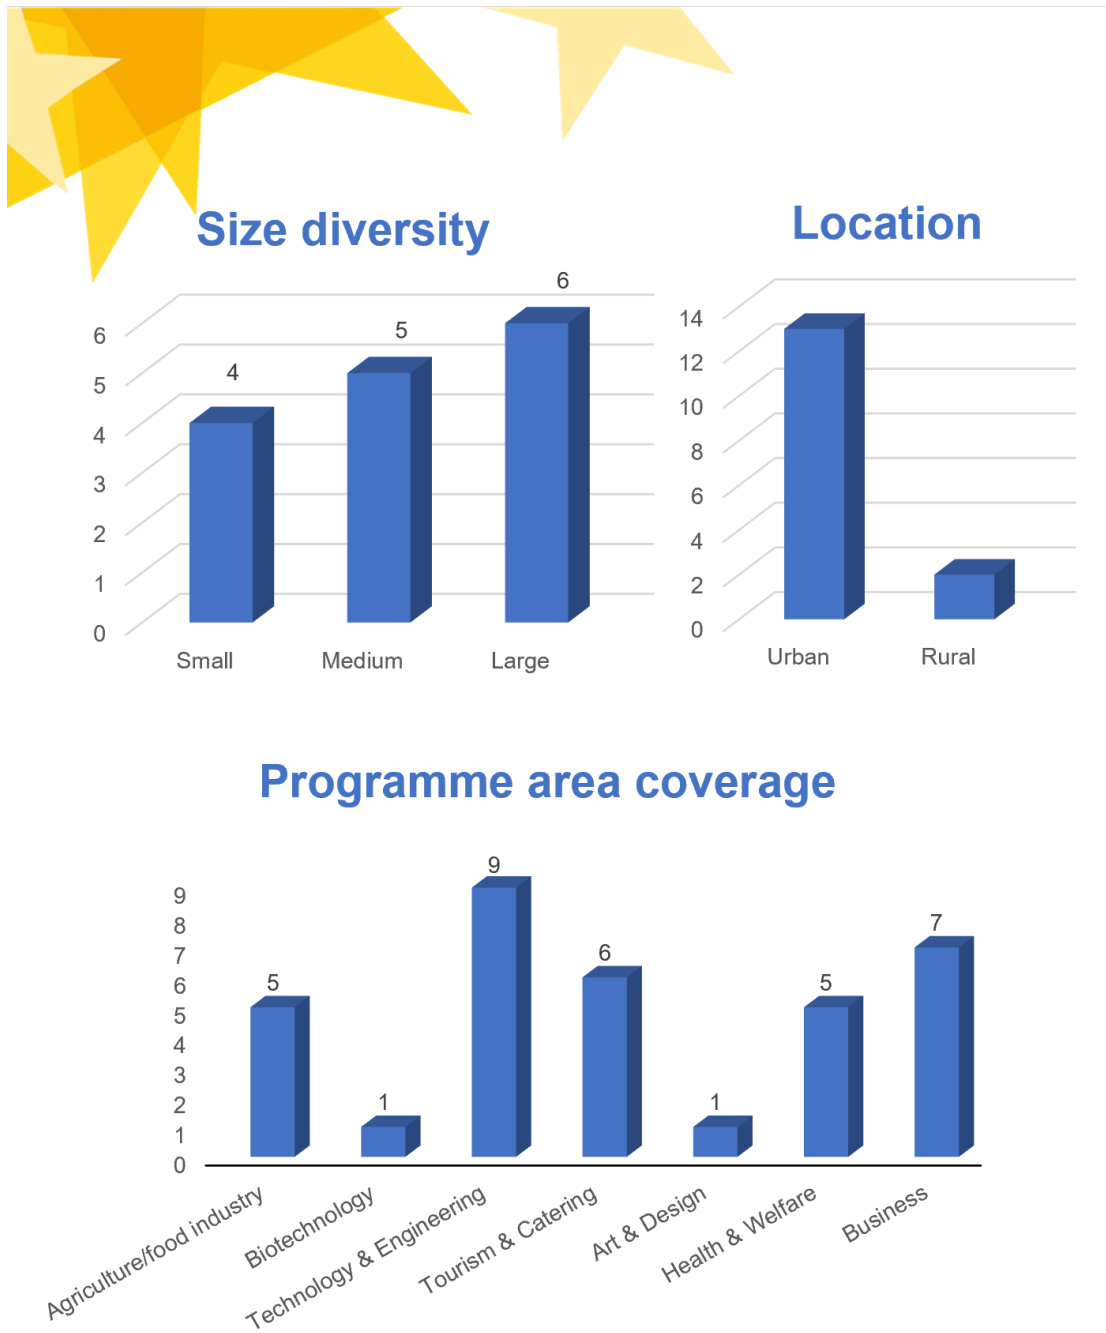 Size diversity
6
5
4
3
2
1
0
4
5
6
Small Medium Large
Location
14
12
10
8
6
4
2
0
Urban Rural
Programme area coverage
9
8
7
6
5
4
3
2
1
0
5
1
9
6
1
5
7
Agriculture/food industry
Biotechnology
Technology & Engineering
Tourism & Catering
Art & Design
Health & Welfare
Business